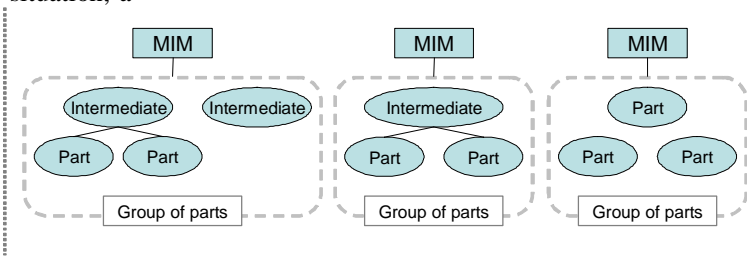 situation, a
MIM MIM MIM
Intermediate Intermediate Intermediate Part
Part Part Part Part Part Part
Group of parts Group of parts Group of parts